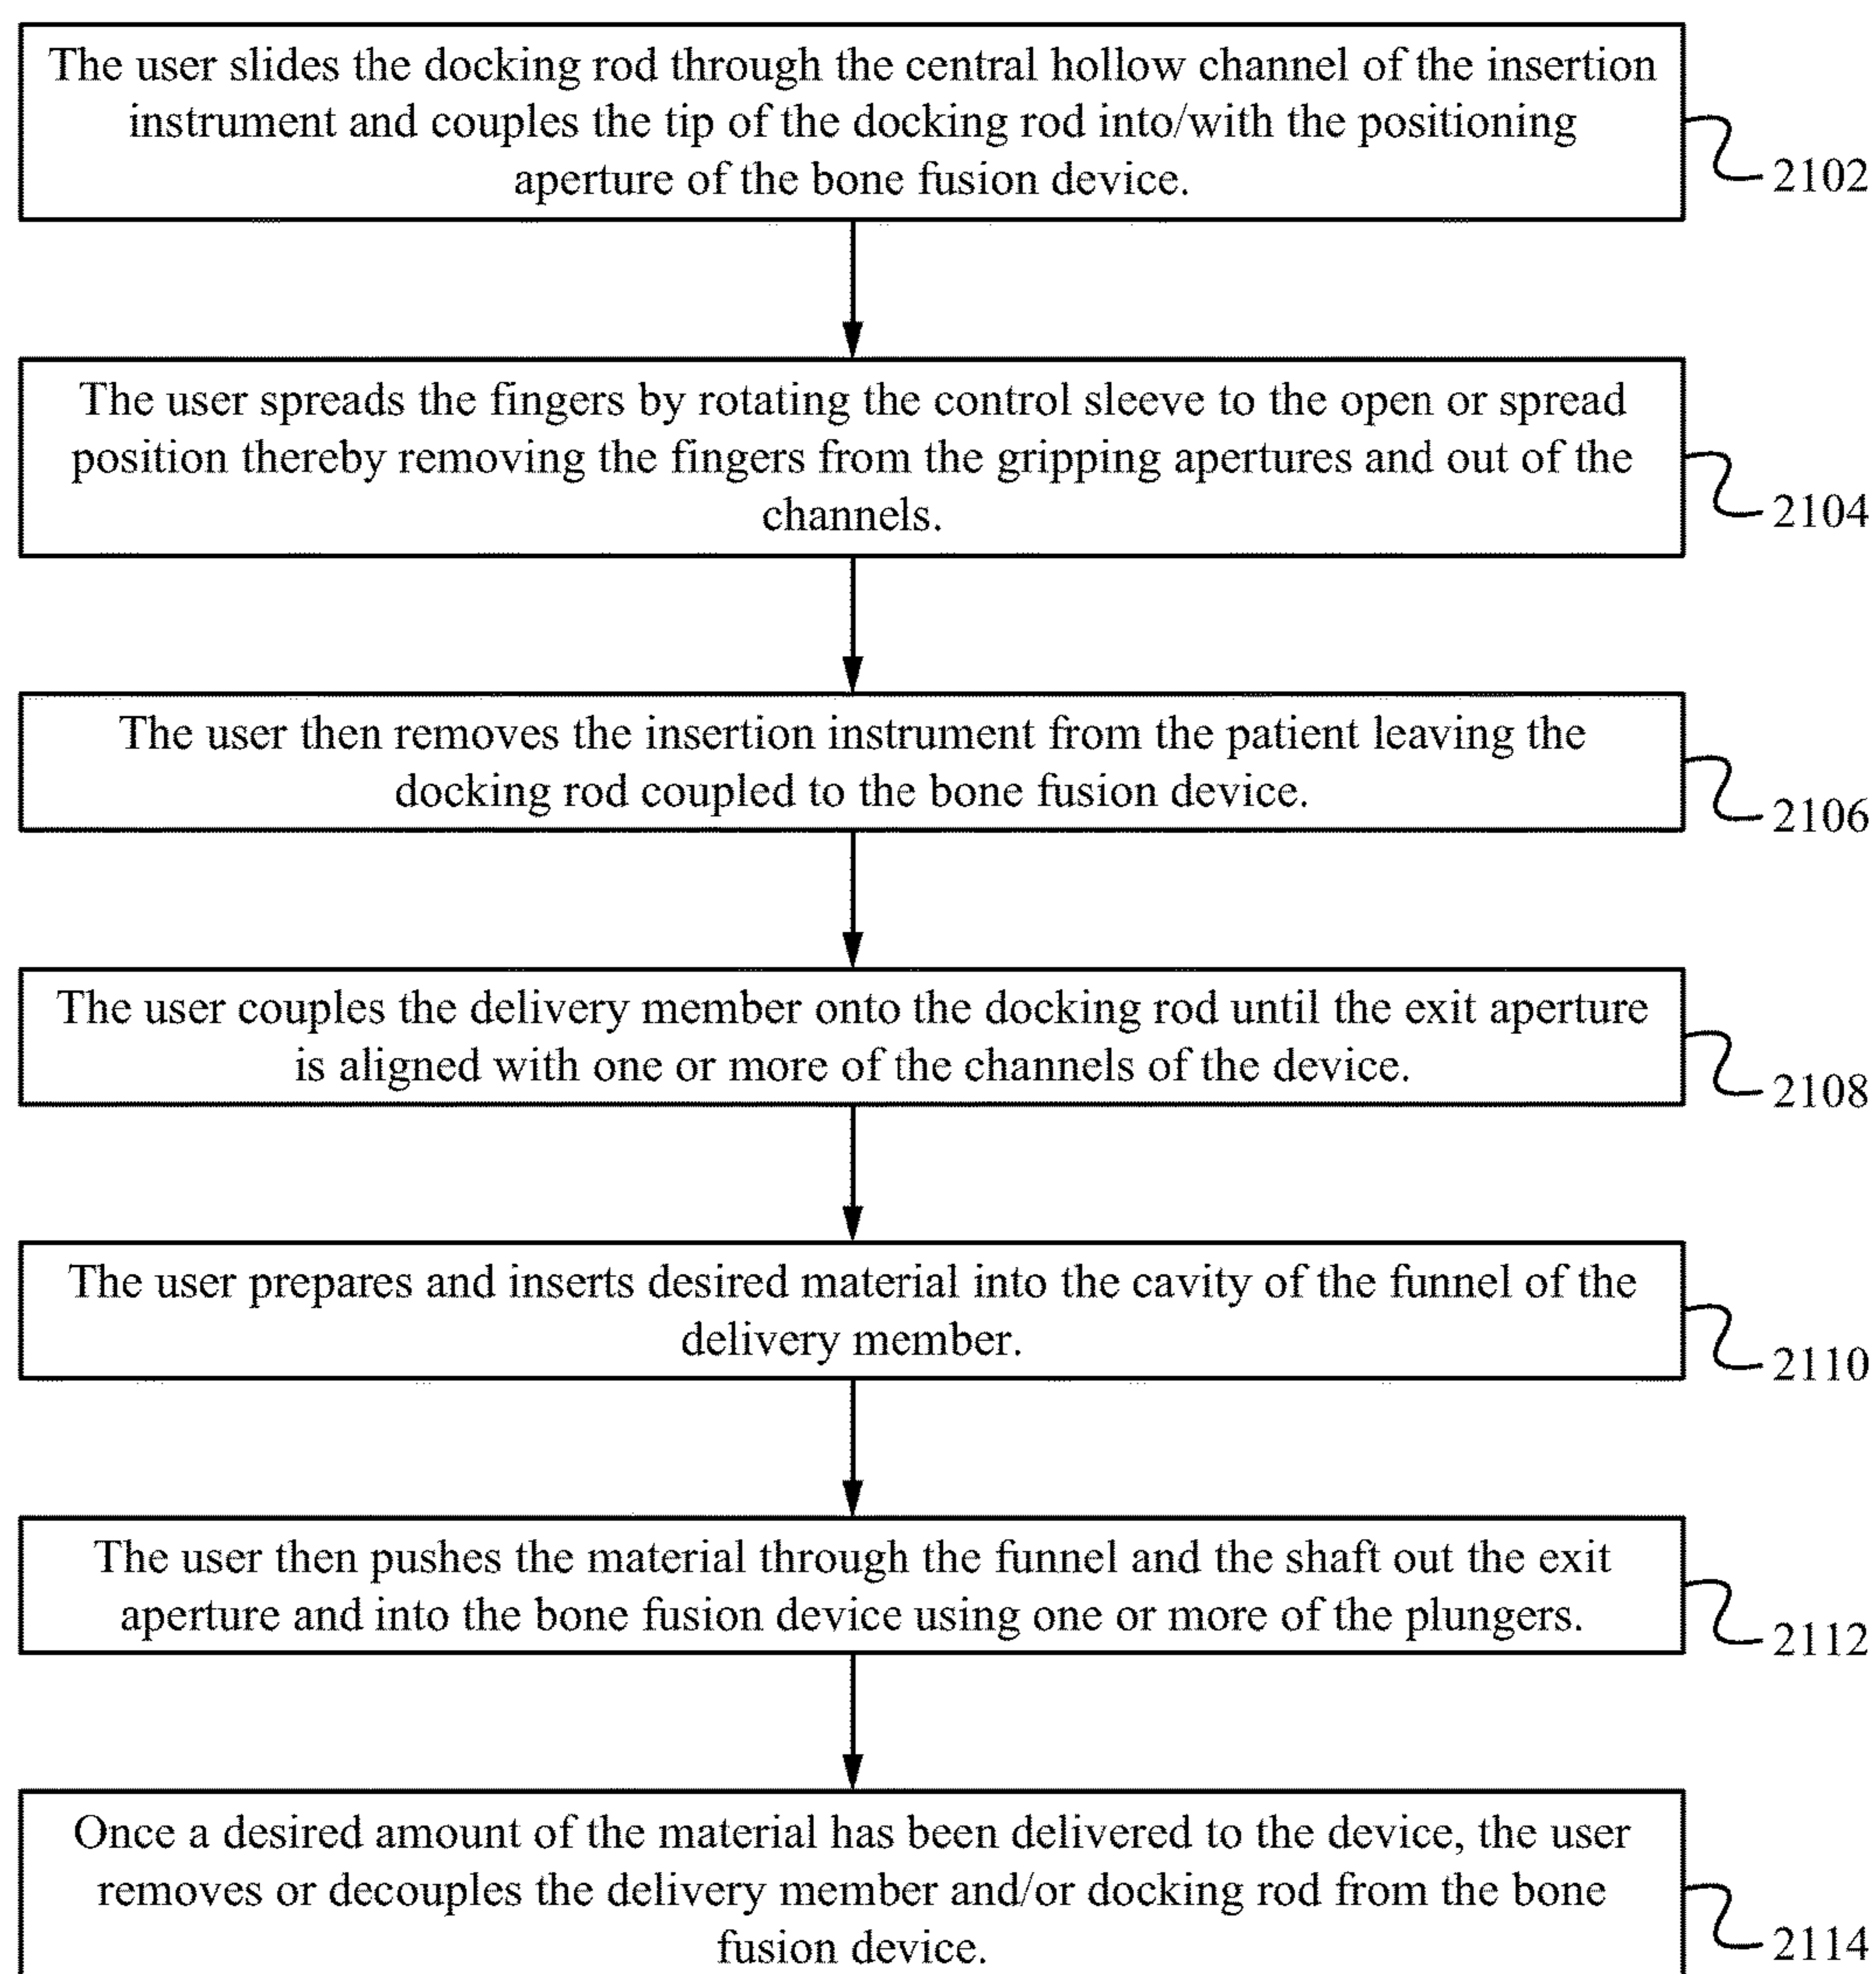 The user slides the docking rod through the central hollow channel of the insertion
instrument and couples the tip of the docking rod into/with the positioning
aperture of the bone fusion device.
2102
The user spreads the fingers by rotating the control sleeve to the open or spread
position thereby removing the fingers from the gripping apertures and out of the
channels.
2104
The user then removes the insertion instrument from the patient leaving the
docking rod coupled to the bone fusion device.
2106
The user couples the delivery member onto the docking rod until the exit aperture
is aligned with one or more of the channels of the device.
2108
The user prepares and inserts desired material into the cavity of the funnel of the
delivery member.
2110
The user then pushes the material through the funnel and the shaft out the exit
aperture and into the bone fusion device using one or more of the plungers.
2112
Once a desired amount of the material has been delivered to the device, the user
removes or decouples the delivery member and/or docking rod from the bone
fusion device.
2114